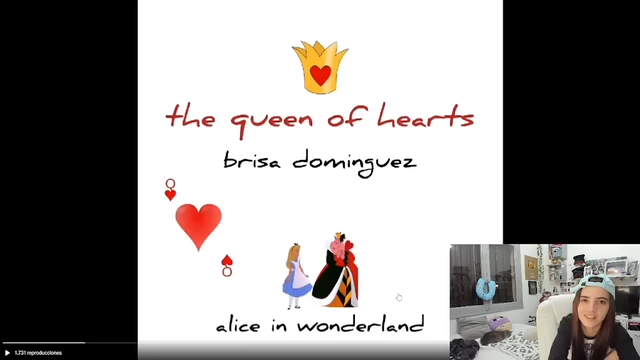 the queen of hearts
brisa dominguez
Q
Q
alice in wonderland
1.731 reproducciones